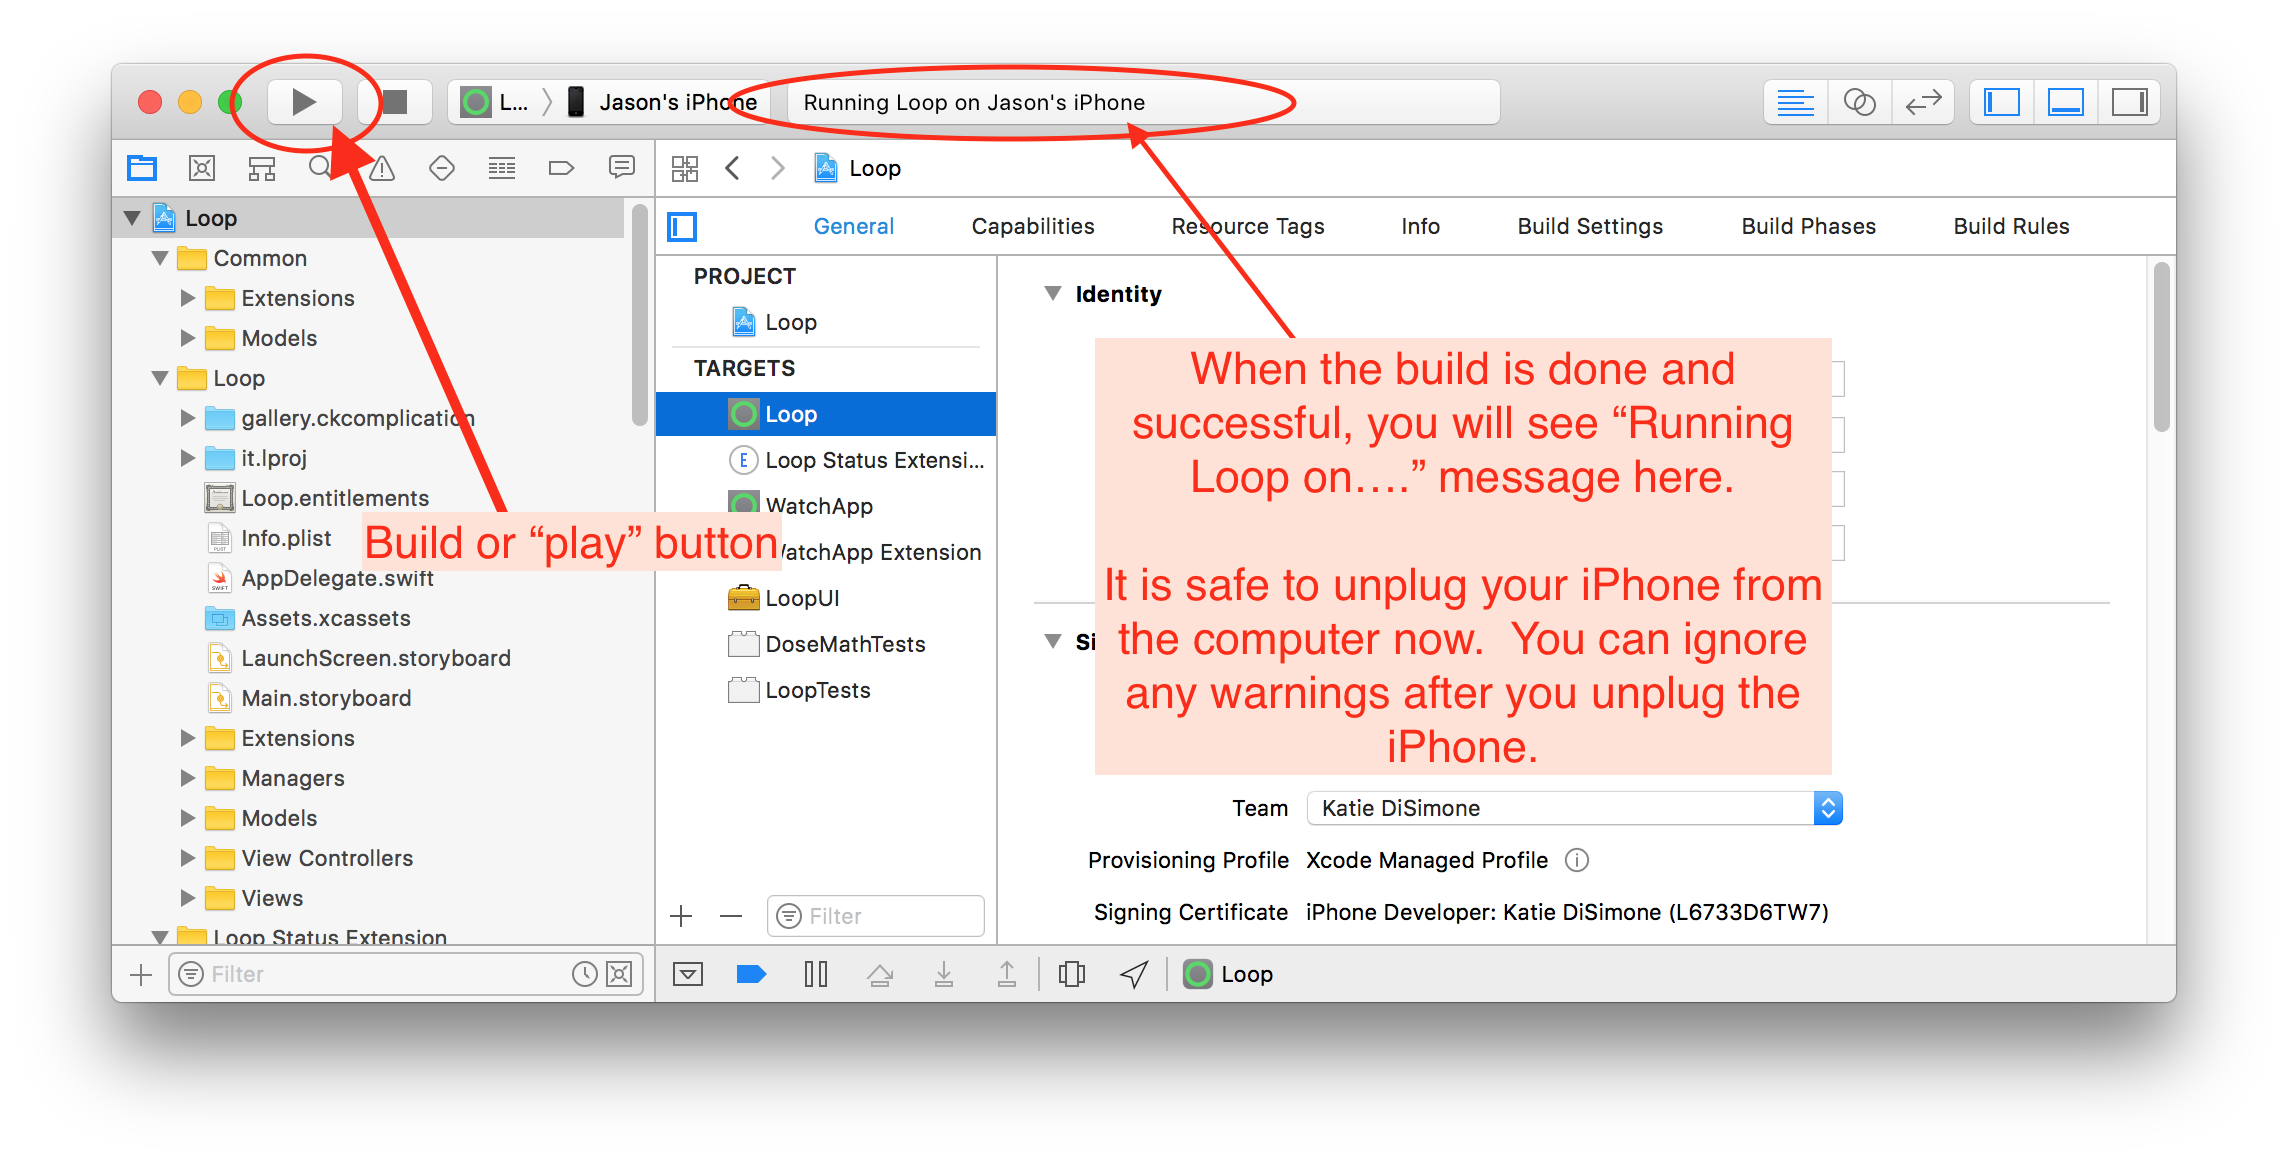 L... Jason's iPhone
Running Loop on Jason's iPhone
Loop
Common
Extensions
Models
Loop
gallery.ckcomplication
it.lproj
Loop.entitlements
Info.plist
AppDelegate.swift
Assets.xcassets
LaunchScreen.storyboard
Main.storyboard
Extensions
Managers
Models
View Controllers
Views
Loop Status Extension
Filter
Build or “play” button
Loop
General Capabilities Resource Tags Info Build Settings Build Phases Build Rules
PROJECT
Loop
TARGETS
Loop
Loop Status Extensi...
WatchApp
atchApp Extension
LoopUI
DoseMathTests
LoopTests
Filter
Identity
When the build is done and
successful, you will see “Running
Loop on....” message here.
It is safe to unplug your iPhone from
the computer now. You can ignore
any warnings after you unplug the
iPhone.
Team Katie DiSimone
Provisioning Profile Xcode Managed Profile
Signing Certificate iPhone Developer: Katie DiSimone (L6733D6TW7)
Loop